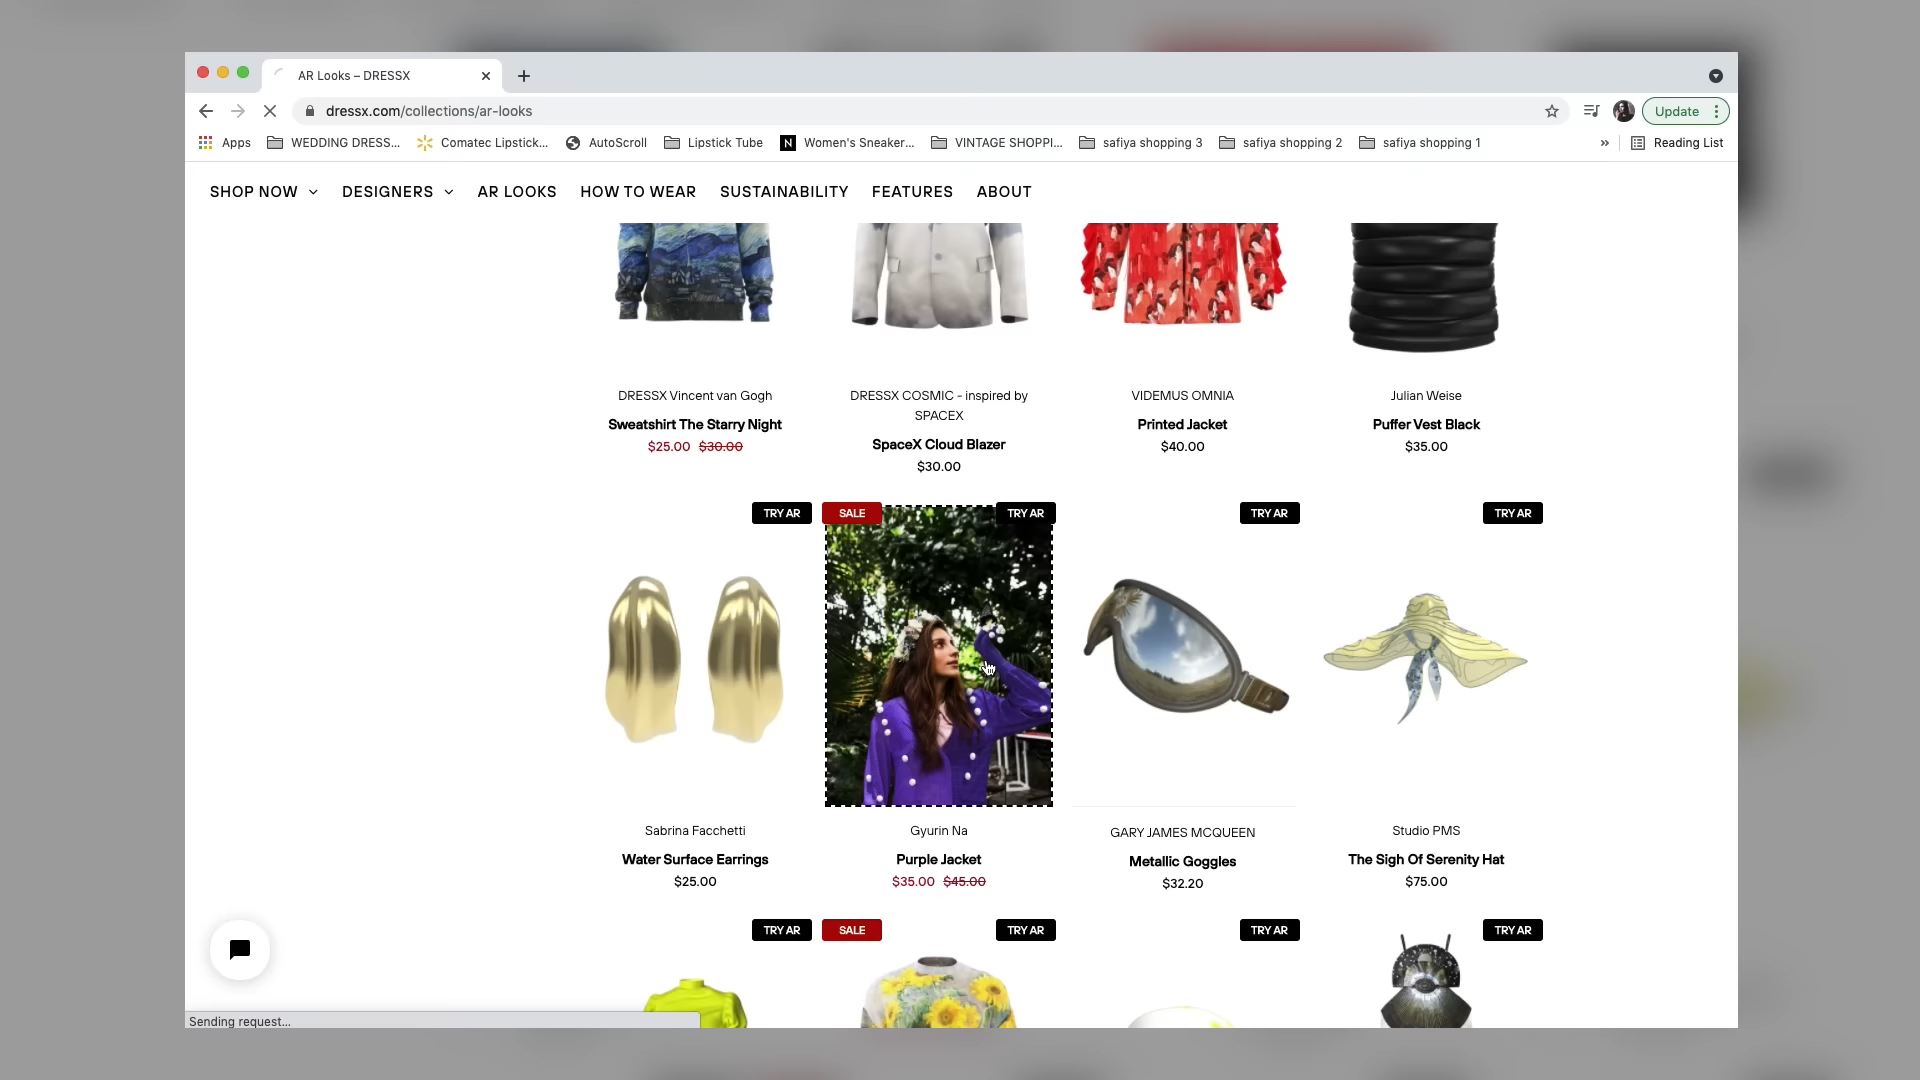 AR Looks – DRESSX
dressx.com/collections/ar-looks
Update
Apps
WEDDING DRESS...
Comatec Lipstick...
AutoScroll
Lipstick Tube
N
Women's Sneaker...
VINTAGE SHOPPI...
safiya shopping 3
safiya shopping 2
safiya shopping 1
»
Reading List
SHOP NOW
DESIGNERS
AR LOOKS
HOW TO WEAR
SUSTAINABILITY
FEATURES
ABOUT
DRESSX Vincent van Gogh
Sweatshirt The Starry Night
$25.00 $30.00
DRESSX COSMIC - inspired by
SPACEX
SpaceX Cloud Blazer
$30.00
VIDEMUS OMNIA
Printed Jacket
$40.00
Julian Weise
Puffer Vest Black
$35.00
TRY AR
SALE
TRY AR
TRY AR
TRY AR
Sabrina Facchetti
Water Surface Earrings
$25.00
Gyurin Na
Purple Jacket
$35.00 $45.00
GARY JAMES MCQUEEN
Metallic Goggles
$32.20
Studio PMS
The Sigh Of Serenity Hat
$75.00
TRY AR
SALE
TRY AR
TRY AR
TRY AR
Sending request...